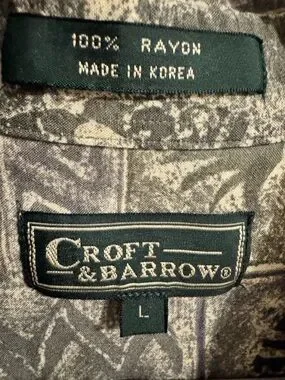 100% RAYON
MADE IN KOREA
CROFT
& BARROW®
L